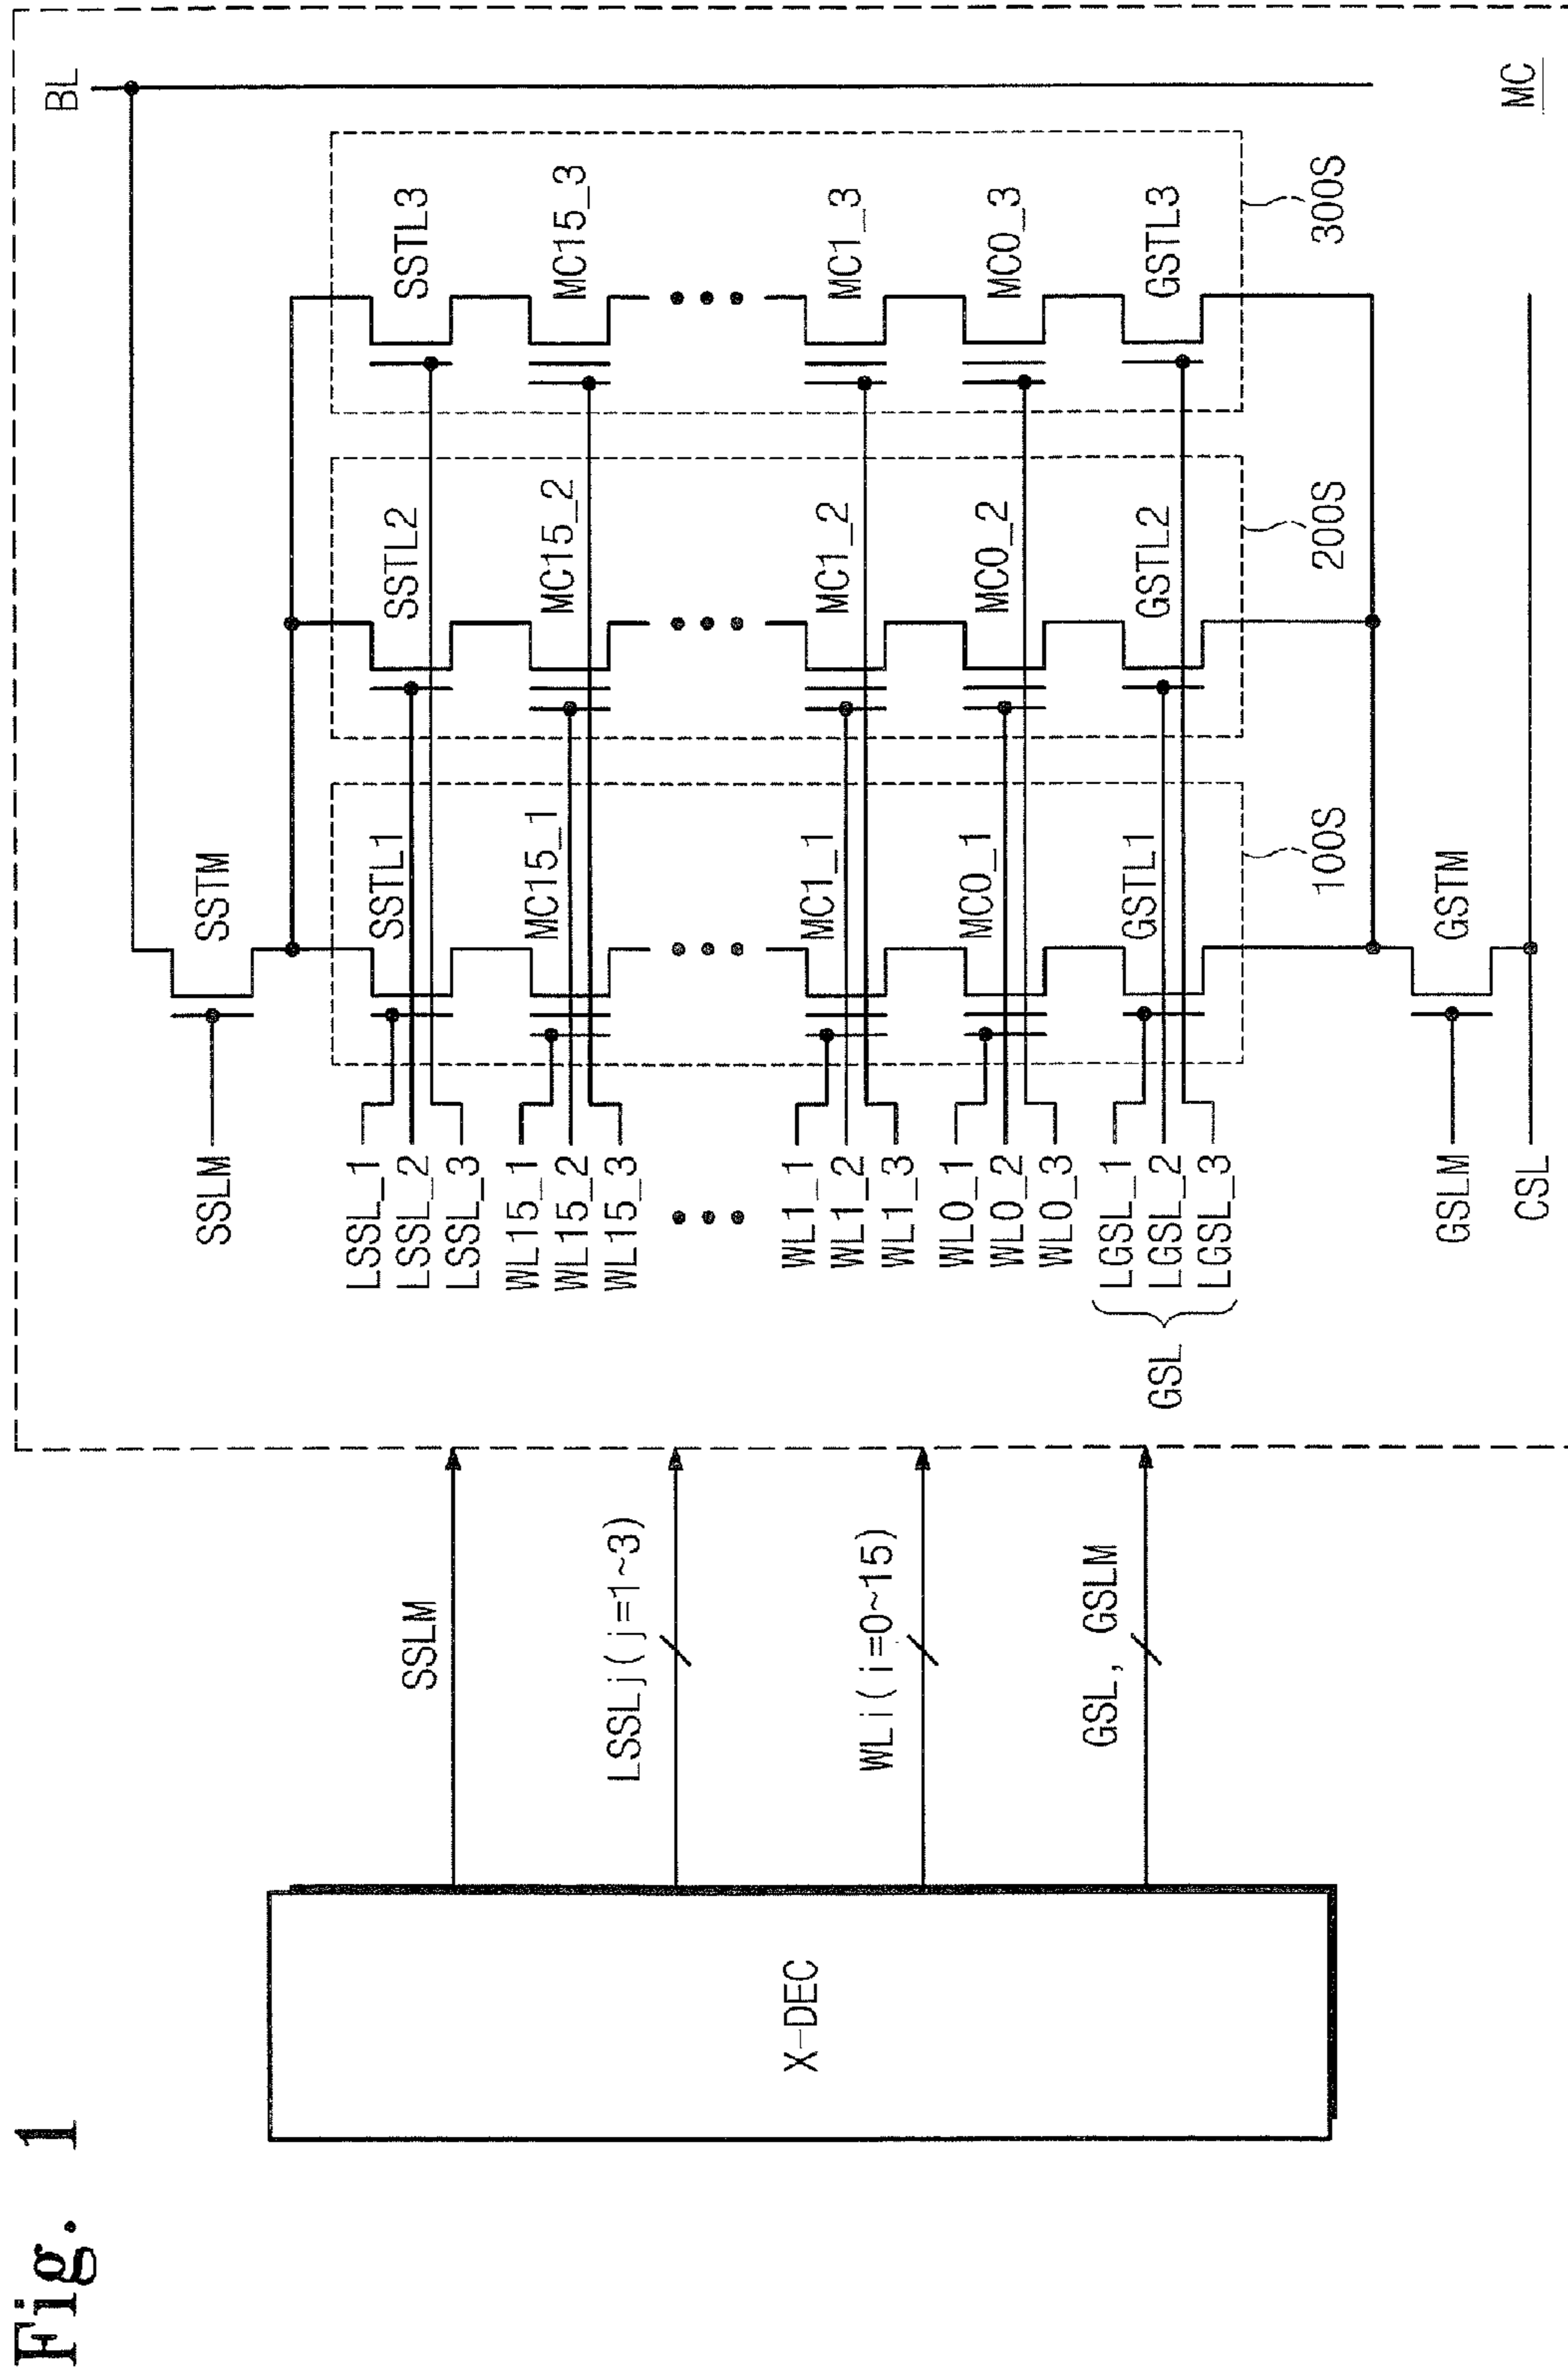 Fig. 1
X-DEC
SSLM
LSSLj(j=1~3)
WLi(i=0~15)
GSL, GSLM
BL
SSLM
SSTM
LSSL_1
LSSL_2
LSSL_3
SSTL1
SSTL2
SSTL3
WL15_1
WL15_2
WL15_3
MC15_1
MC15_2
MC15_3
WL1_1
WL1_2
WL1_3
MC1_1
MC1_2
MC1_3
WL0_1
WL0_2
WL0_3
MC0_1
MC0_2
MC0_3
GSL
LGSL_1
LGSL_2
LGSL_3
GSTL1
GSTL2
GSTL3
100S
200S
300S
GSLM
GSTM
CSL
MC